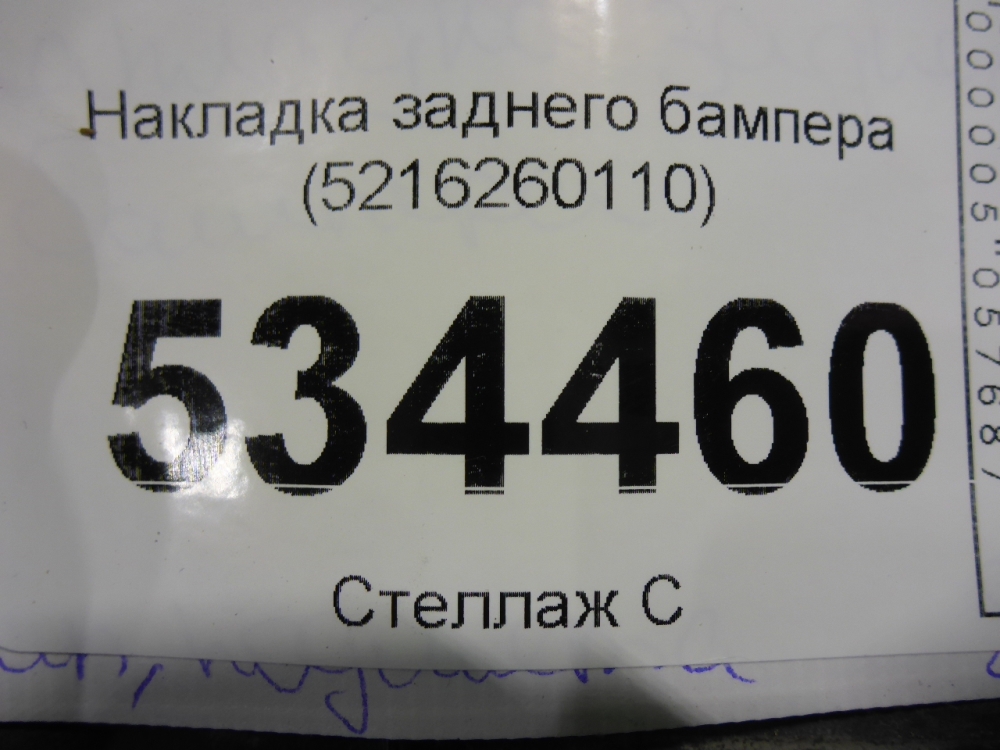 Накладка заднего бампера
(5216260110)
534460
Стеллаж С